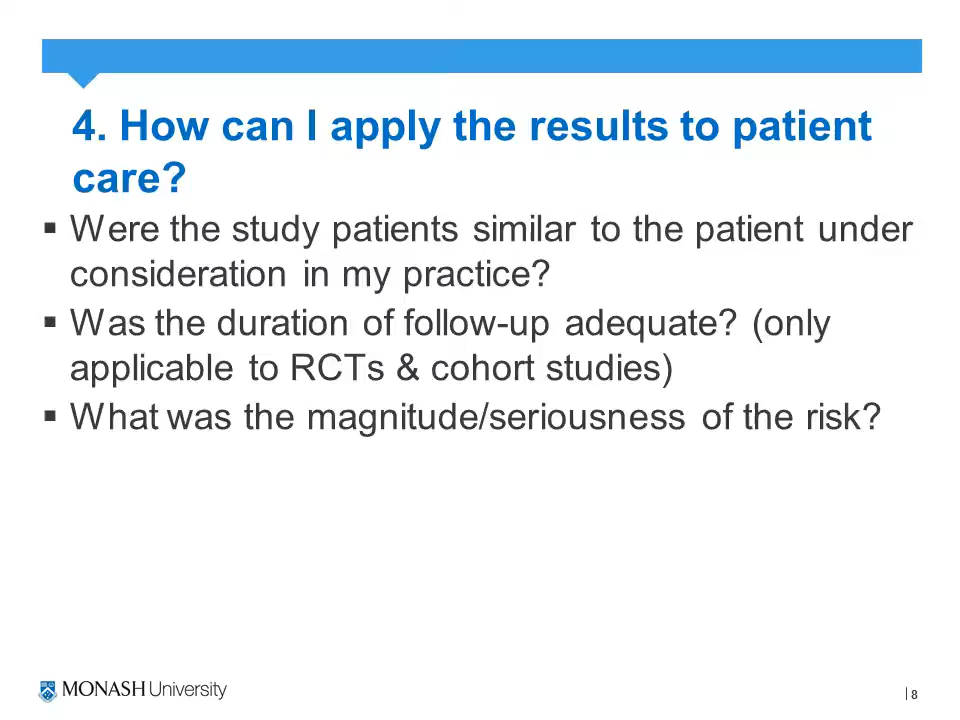 4. How can I apply the results to patient
care?
▪ Were the study patients similar to the patient under
consideration in my practice?
▪ Was the duration of follow-up adequate? (only
applicable to RCTs & cohort studies)
▪ What was the magnitude/seriousness of the risk?
MONASH University
| 8